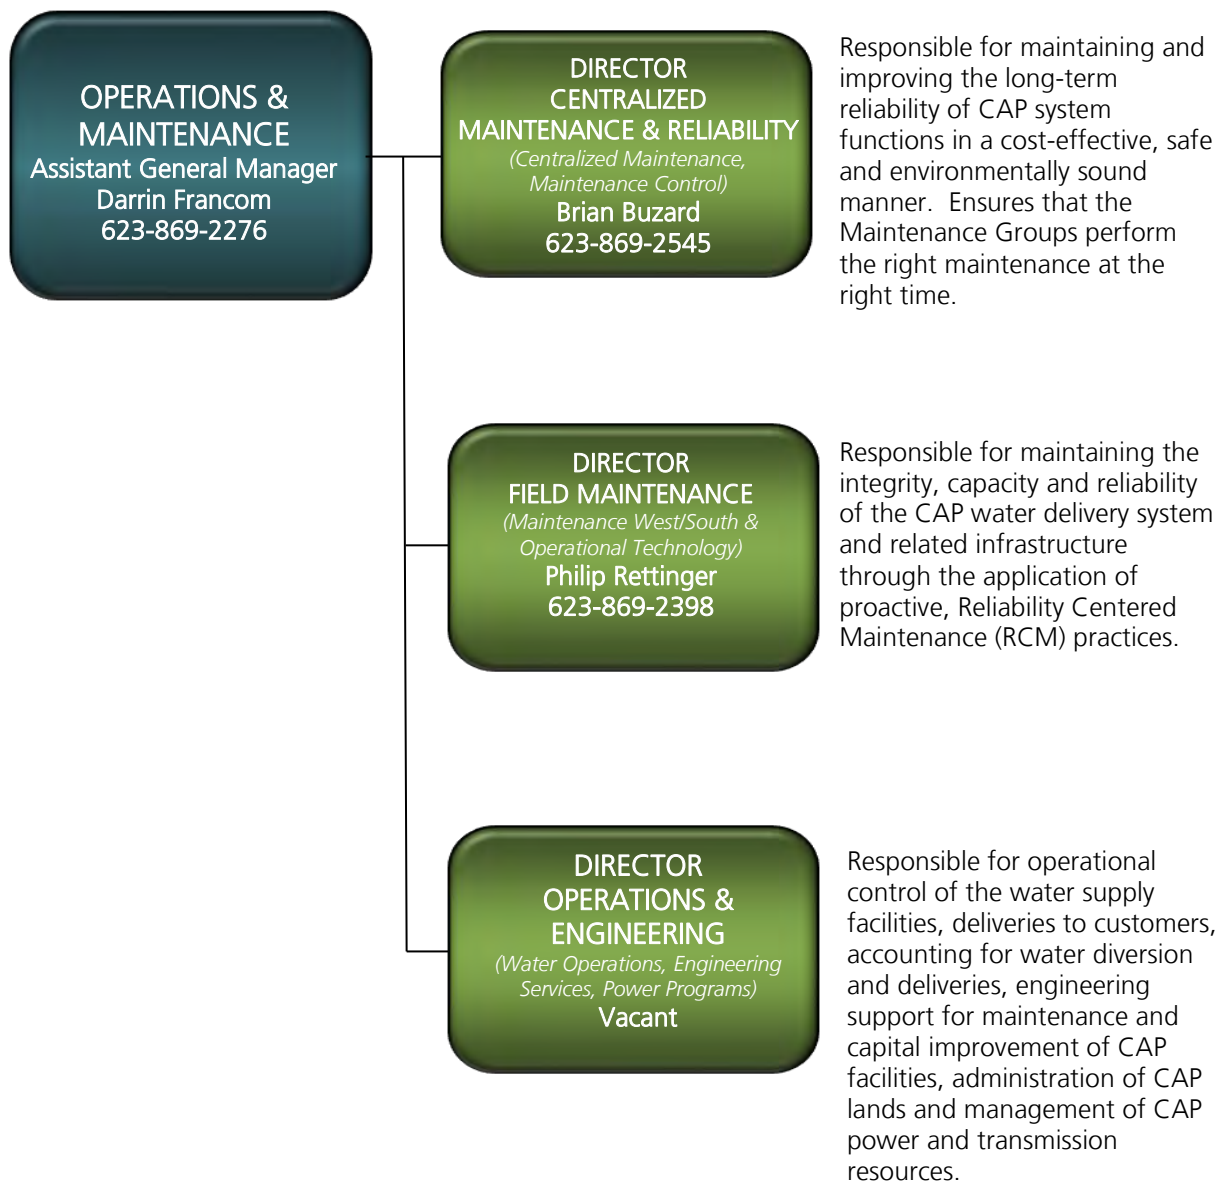 OPERATIONS &
MAINTENANCE
Assistant General Manager
Darrin Francom
623-869-2276
DIRECTOR
CENTRALIZED
MAINTENANCE & RELIABILITY
(Centralized Maintenance,
Maintenance Control)
Brian Buzard
623-869-2545
Responsible for maintaining and
improving the long-term
reliability of CAP system
functions in a cost-effective, safe
and environmentally sound
manner.  Ensures that the
Maintenance Groups perform
the right maintenance at the
right time.
DIRECTOR
FIELD MAINTENANCE
(Maintenance West/South &
Operational Technology)
Philip Rettinger
623-869-2398
Responsible for maintaining the
integrity, capacity and reliability
of the CAP water delivery system
and related infrastructure
through the application of
proactive, Reliability Centered
Maintenance (RCM) practices.
DIRECTOR
OPERATIONS &
ENGINEERING
(Water Operations, Engineering
Services, Power Programs)
Vacant
Responsible for operational
control of the water supply
facilities, deliveries to customers,
accounting for water diversion
and deliveries, engineering
support for maintenance and
capital improvement of CAP
facilities, administration of CAP
lands and management of CAP
power and transmission
resources.